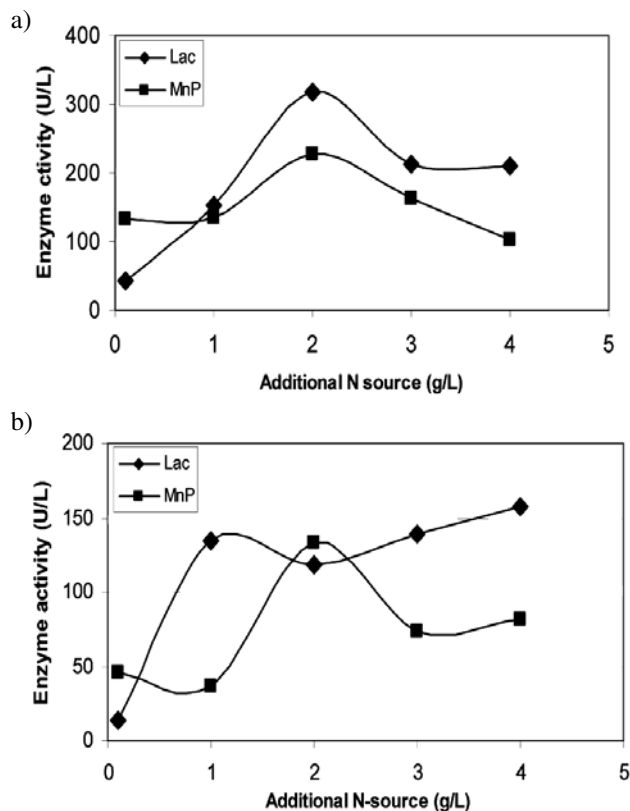 a)
400
300
200
100
0
Enzyme ctivity (U/L)
Lac
MnP
0 1 2 3 4 5
Additional N source (g/L)
b)
200
150
100
50
0
Enzyme activity (U/L)
Lac
MnP
0 1 2 3 4 5
Additional N-source (g/L)